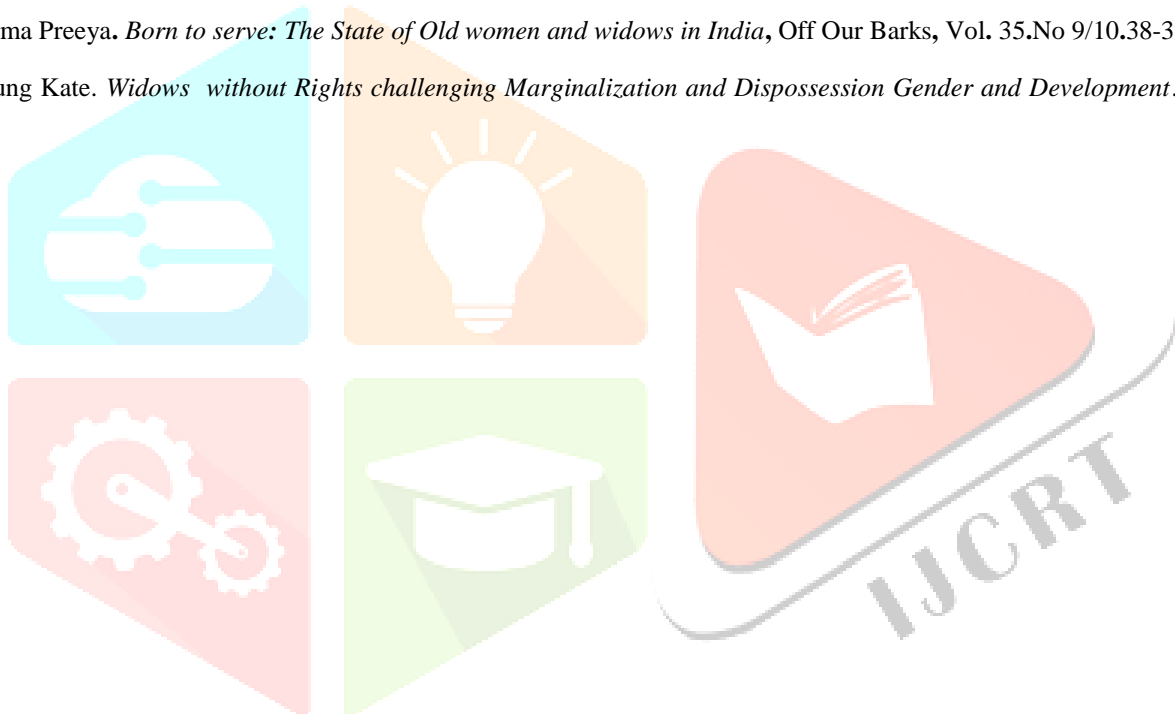 ma Preeya. Born to serve: The State of Old women and widows in India, Off Our Barks, Vol. 35.No 9/10.38-3
ung Kate. Widows without Rights challenging Marginalization and Dispossession Gender and Development.
IJCRT